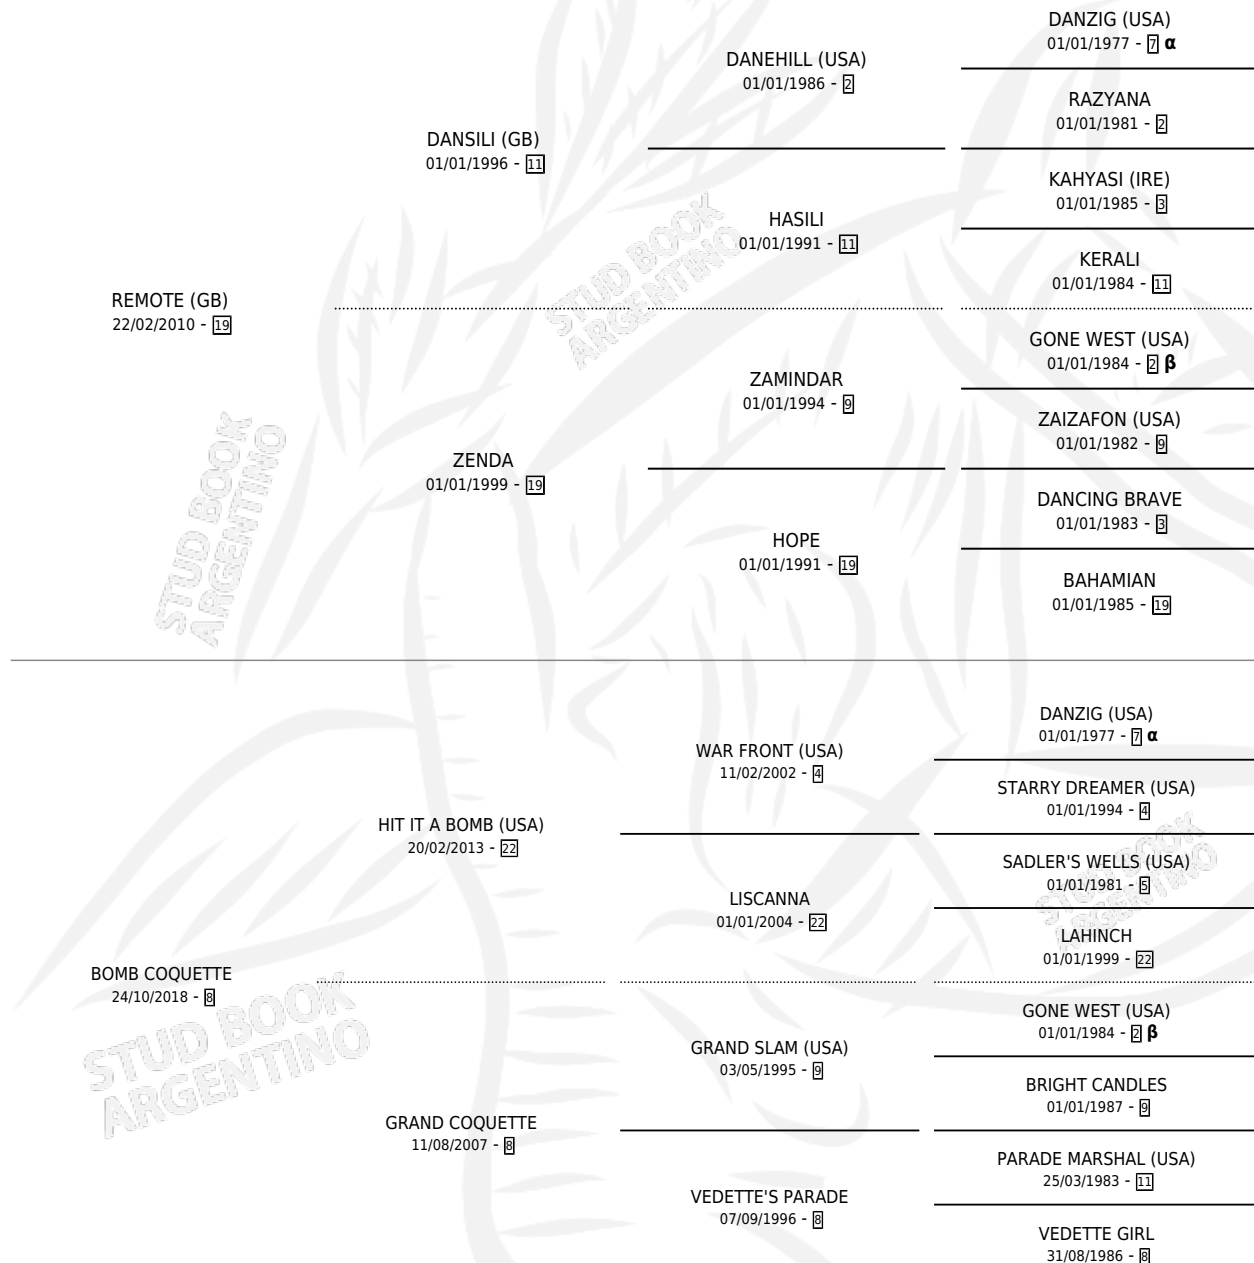 DANZIG (USA)
01/01/1977 - 7 α
DANEHILL (USA)
01/01/1986 - 2
RAZYANA
01/01/1981 - 2
DANSILI (GB)
01/01/1996 - 11
KAHYASI (IRE)
01/01/1985 - 3
HASILI
01/01/1991 - 11
KERALI
01/01/1984 - 11
STUD BOOK
ARGENTINO
REMOTE (GB)
22/02/2010 - 19
GONE WEST (USA)
01/01/1984 - 2 β
ZAMINDAR
01/01/1994 - 9
ZAIZAFON (USA)
01/01/1982 - 9
ZENDA
01/01/1999 - 19
DANCING BRAVE
01/01/1983 - 3
HOPE
01/01/1991 - 19
BAHAMIAN
01/01/1985 - 19
STUD BOOK
ARGENTINO
DANZIG (USA)
01/01/1977 - 7 α
WAR FRONT (USA)
11/02/2002 - 4
STARRY DREAMER (USA)
01/01/1994 - 4
HIT IT A BOMB (USA)
20/02/2013 - 22
SADLER'S WELLS (USA)
01/01/1981 - 5
LISCANNA
01/01/2004 - 22
LAHINCH
01/01/1999 - 22
STUD BOOK
ARGENTINO
BOMB COQUETTE
24/10/2018 - 8
GONE WEST (USA)
01/01/1984 - 2 β
GRAND SLAM (USA)
03/05/1995 - 9
BRIGHT CANDLES
01/01/1987 - 9
GRAND COQUETTE
11/08/2007 - 8
PARADE MARSHAL (USA)
25/03/1983 - 11
VEDETTE'S PARADE
07/09/1996 - 8
VEDETTE GIRL
31/08/1986 - 8
STUD BOOK
ARGENTINO